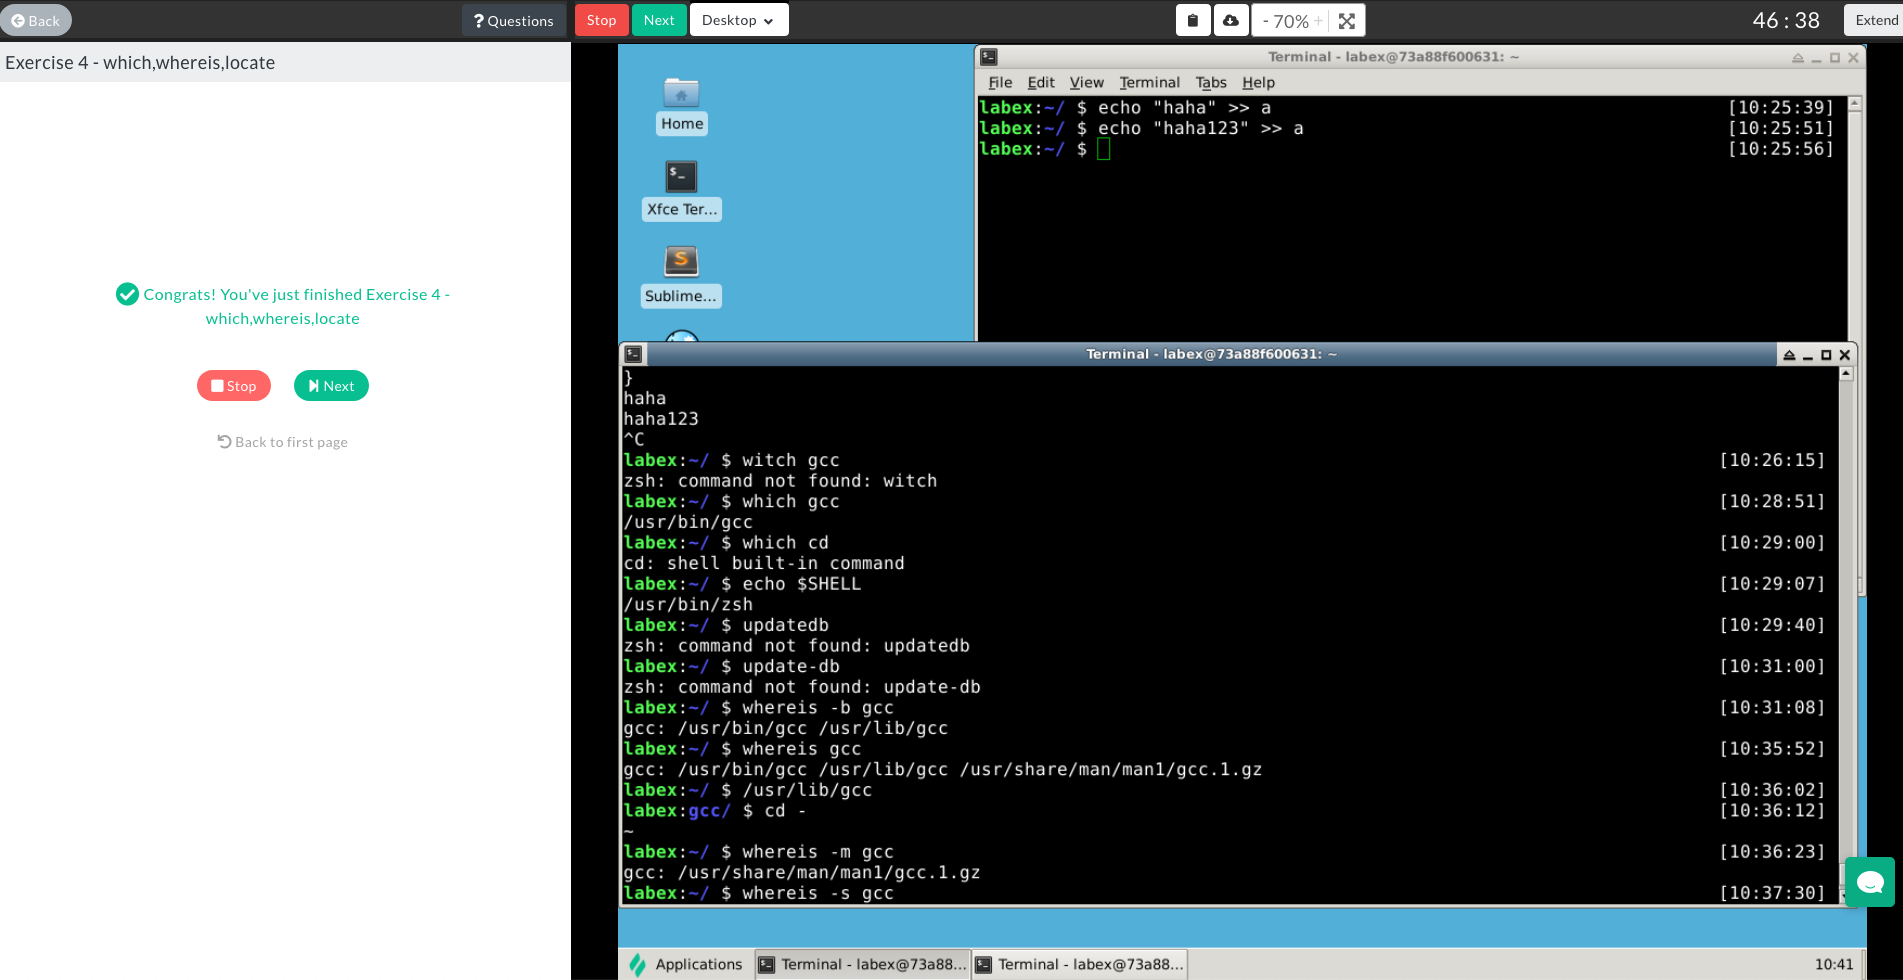 Back
? Questions
Stop
Next
Desktop
- 70% +
46 : 38
Extend
Exercise 4 - which,whereis,locate
Congrats! You've just finished Exercise 4 -
which,whereis,locate
Stop
Next
Back to first page
Home
Xfce Ter...
Sublime...
Terminal - labex@73a88f600631: ~
File Edit View Terminal Tabs Help
labex:~/ $ echo "haha" >> a [10:25:39]
labex:~/ $ echo "haha123" >> a [10:25:51]
labex:~/ $ [10:25:56]
Terminal - labex@73a88f600631: ~
}
haha
haha123
^C
labex:~/ $ witch gcc [10:26:15]
zsh: command not found: witch
labex:~/ $ which gcc [10:28:51]
/usr/bin/gcc
labex:~/ $ which cd [10:29:00]
cd: shell built-in command
labex:~/ $ echo $SHELL [10:29:07]
/usr/bin/zsh
labex:~/ $ updatedb [10:29:40]
zsh: command not found: updatedb
labex:~/ $ update-db [10:31:00]
zsh: command not found: update-db
labex:~/ $ whereis -b gcc [10:31:08]
gcc: /usr/bin/gcc /usr/lib/gcc
labex:~/ $ whereis gcc [10:35:52]
gcc: /usr/bin/gcc /usr/lib/gcc /usr/share/man/man1/gcc.1.gz
labex:~/ $ /usr/lib/gcc [10:36:02]
labex:gcc/ $ cd - [10:36:12]
~
labex:~/ $ whereis -m gcc [10:36:23]
gcc: /usr/share/man/man1/gcc.1.gz
labex:~/ $ whereis -s gcc [10:37:30]
Applications
Terminal - labex@73a88...
Terminal - labex@73a88...
10:41